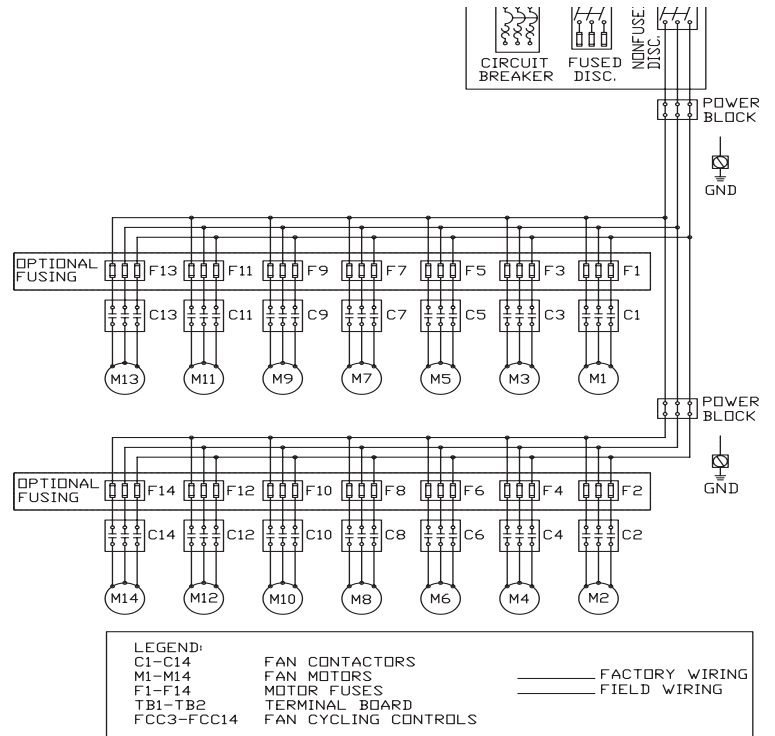 CIRCUIT BREAKER
FUSED DISC.
NONFUSE. DISC.
POWER BLOCK
GND
OPTIONAL FUSING
F13 F11 F9 F7 F5 F3 F1
C13 C11 C9 C7 C5 C3 C1
M13 M11 M9 M7 M5 M3 M1
POWER BLOCK
GND
OPTIONAL FUSING
F14 F12 F10 F8 F6 F4 F2
C14 C12 C10 C8 C6 C4 C2
M14 M12 M10 M8 M6 M4 M2
LEGEND:
C1-C14 FAN CONTACTORS
M1-M14 FAN MOTORS
F1-F14 MOTOR FUSES
TB1-TB2 TERMINAL BOARD
FCC3-FCC14 FAN CYCLING CONTROLS
FACTORY WIRING
FIELD WIRING